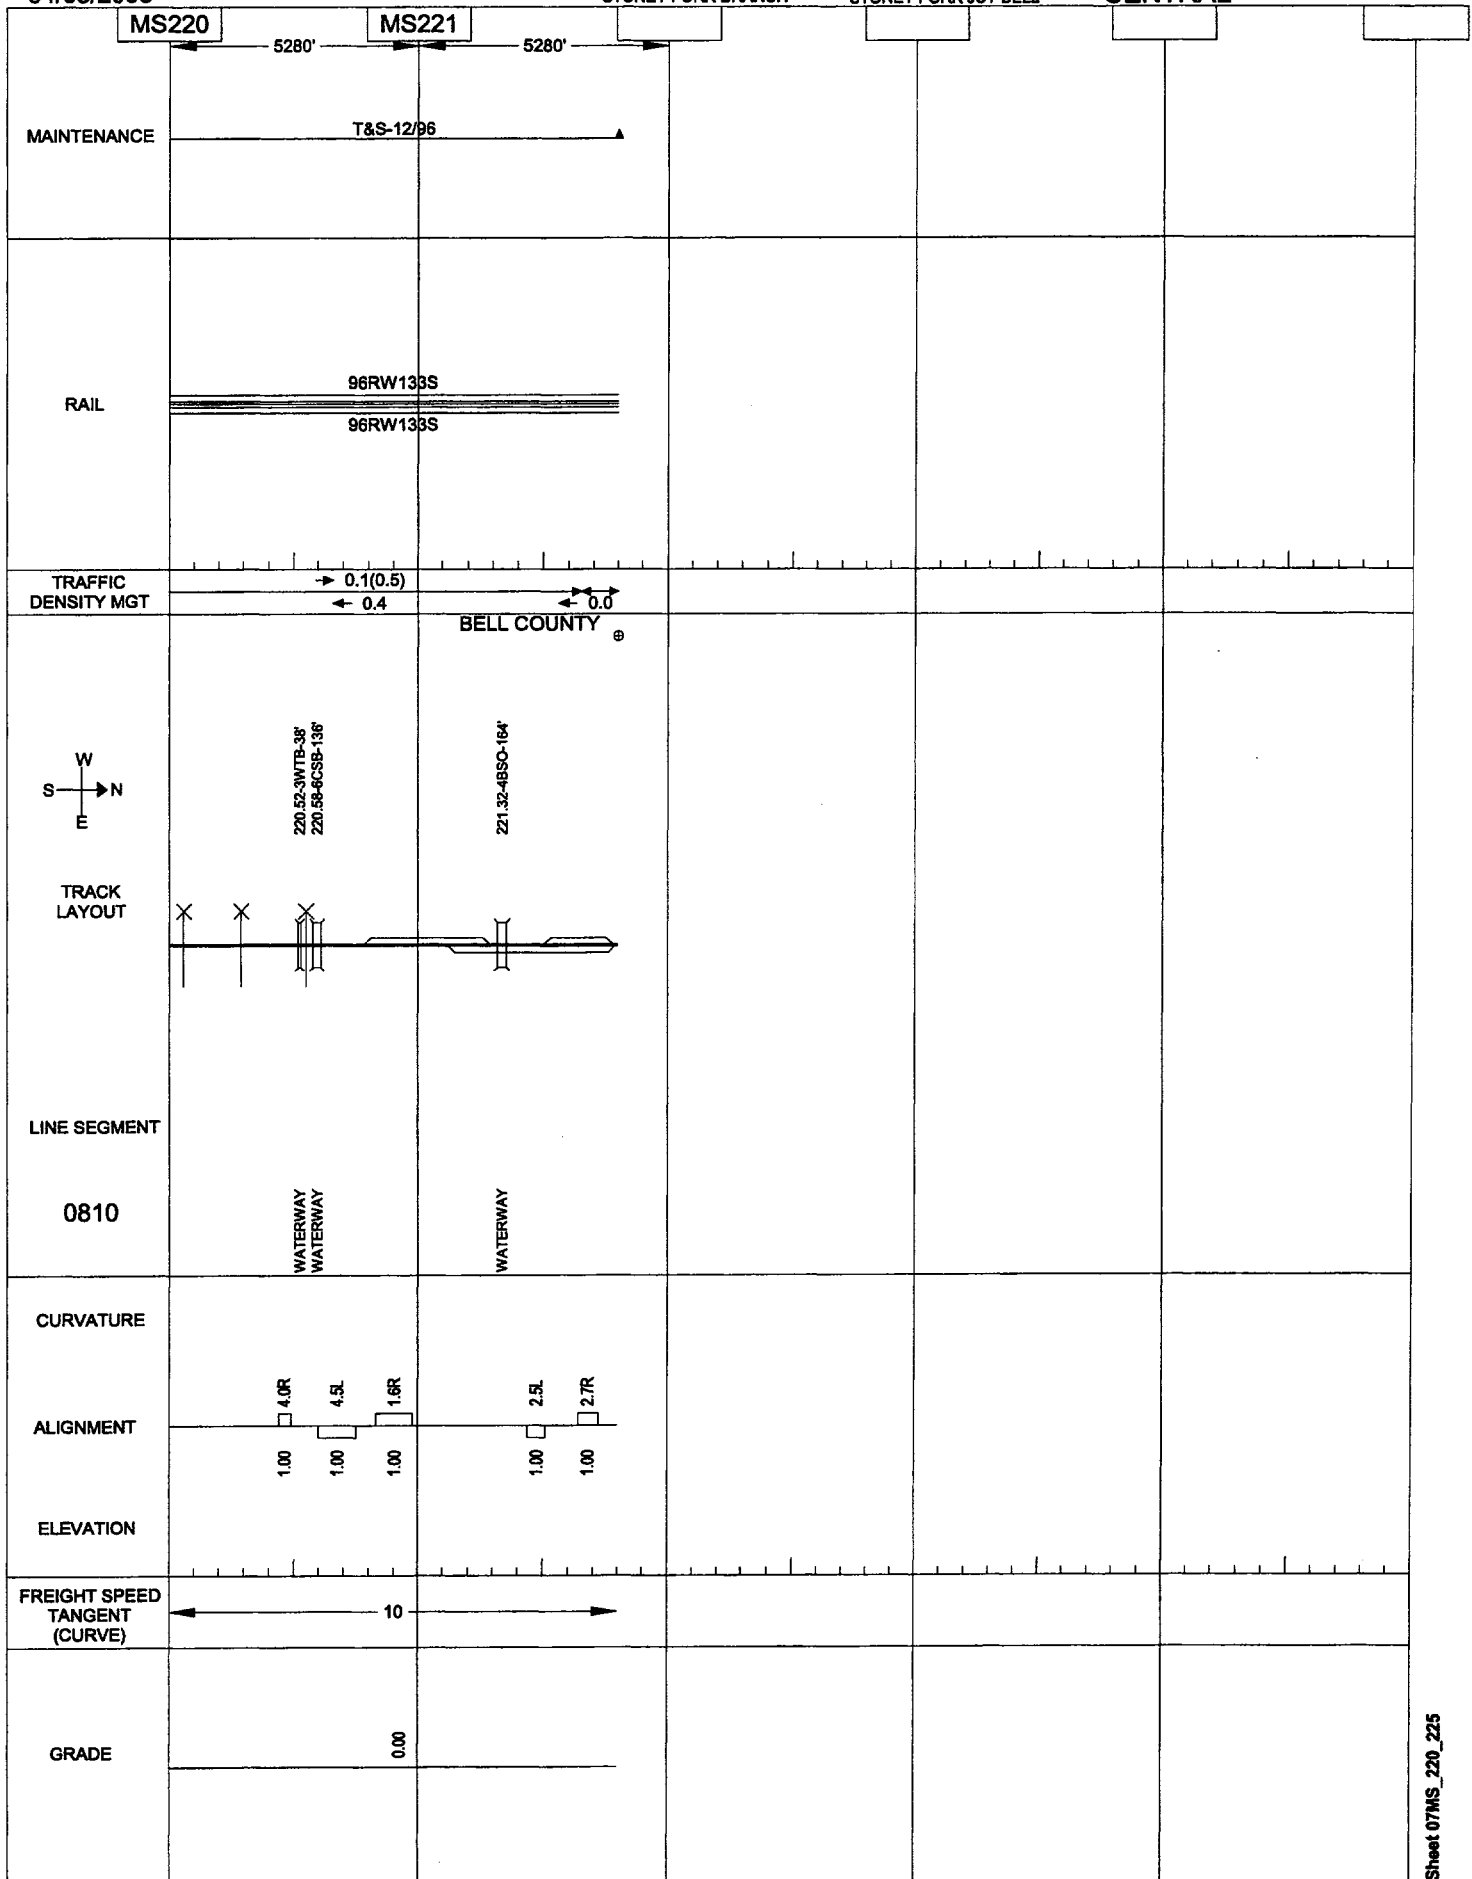 MS220 MS221
5280' 5280'
MAINTENANCE T&S-12/96
RAIL
96RW133S
96RW133S
TRAFFIC
DENSITY MGT
0.1(0.5)
0.4 0.0
BELL COUNTY
W
S N
E
220.52-3WTB-38'
220.58-6CSB-136'
221.32-4BSO-164'
TRACK
LAYOUT
LINE SEGMENT
0810
WATERWAY
WATERWAY
WATERWAY
CURVATURE
4.0R 4.5L 1.6R 2.5L 2.7R
ALIGNMENT
1.00 1.00 1.00 1.00 1.00
ELEVATION
FREIGHT SPEED
TANGENT
(CURVE)
10
GRADE
0.00
Sheet 07MS_220_225